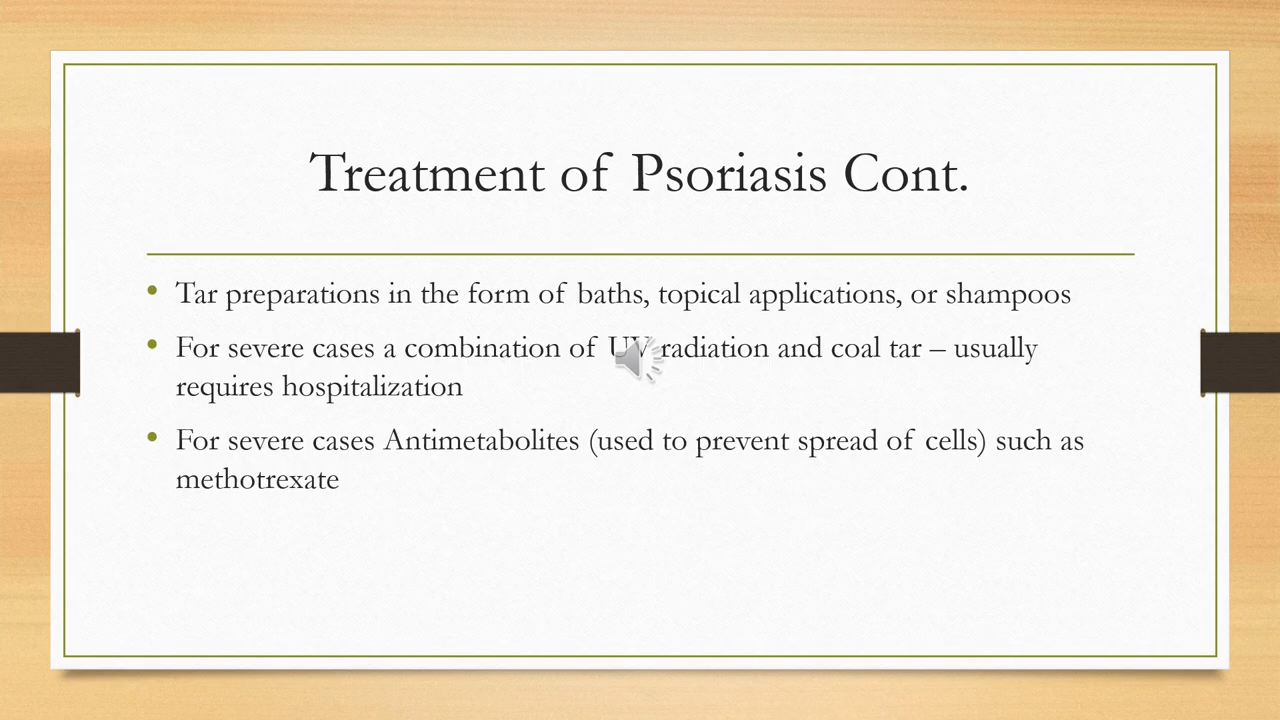 Treatment of Psoriasis Cont.
• Tar preparations in the form of baths, topical applications, or shampoos
• For severe cases a combination of UV radiation and coal tar – usually
requires hospitalization
• For severe cases Antimetabolites (used to prevent spread of cells) such as
methotrexate